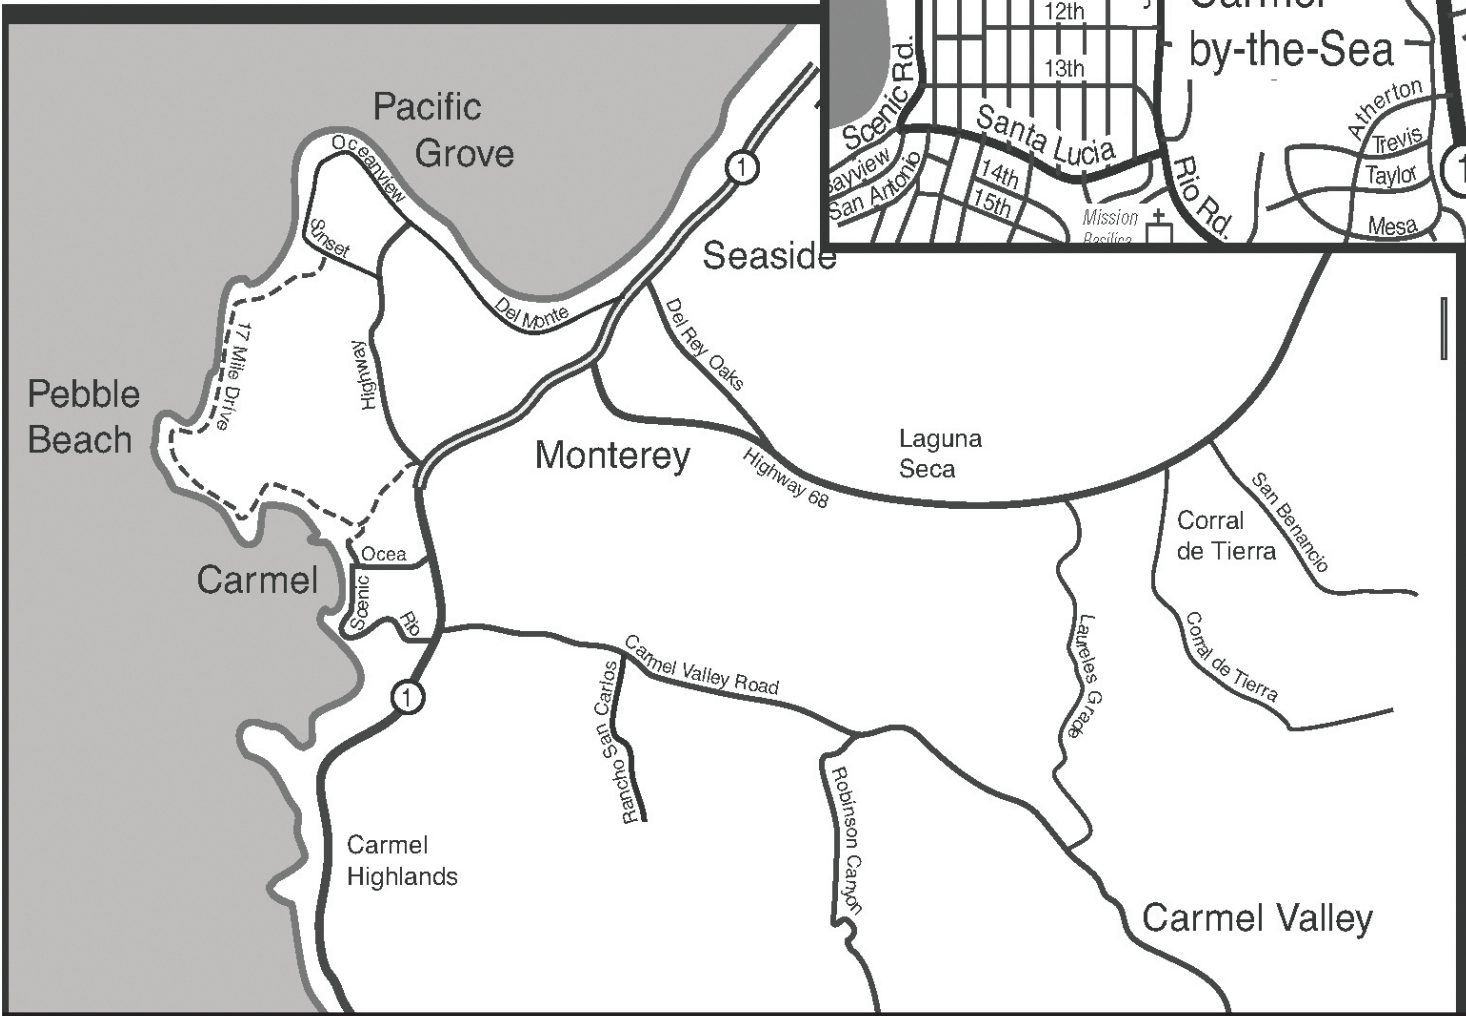 12th
by-the-Sea
13th
Scenic Rd.
Santa Lucia
Atherton
Trevis
Taylor
Mesa
1
San Antonio
14th
15th
Rio Rd.
Mission
Basilica
Pacific
Grove
Oceanview
Sunset
1
Seaside
Del Monte
Del Rey Oaks
17 Mile Drive
Highway
Pebble
Beach
Monterey
Highway 68
Laguna
Seca
San Benancio
Corral
de Tierra
Corral de Tierra
Laureles Grade
Carmel
Ocea
Scenic
Rio
1
Carmel Valley Road
Rancho San Carlos
Robinson Canyon
Carmel
Highlands
Carmel Valley